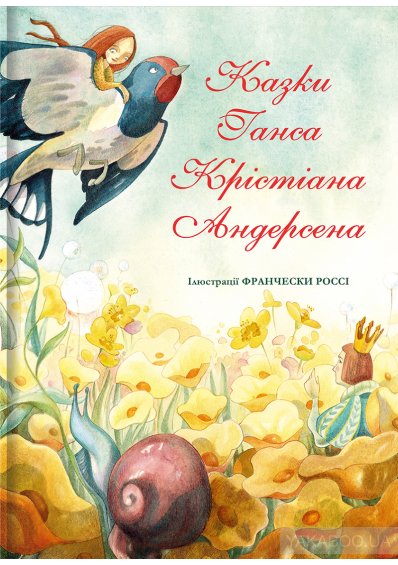 Казки
Ганса
Крістіана
Андерсена
Ілюстрації ФРАНЧЕСКИ РОССІ
YAKABOO.UA